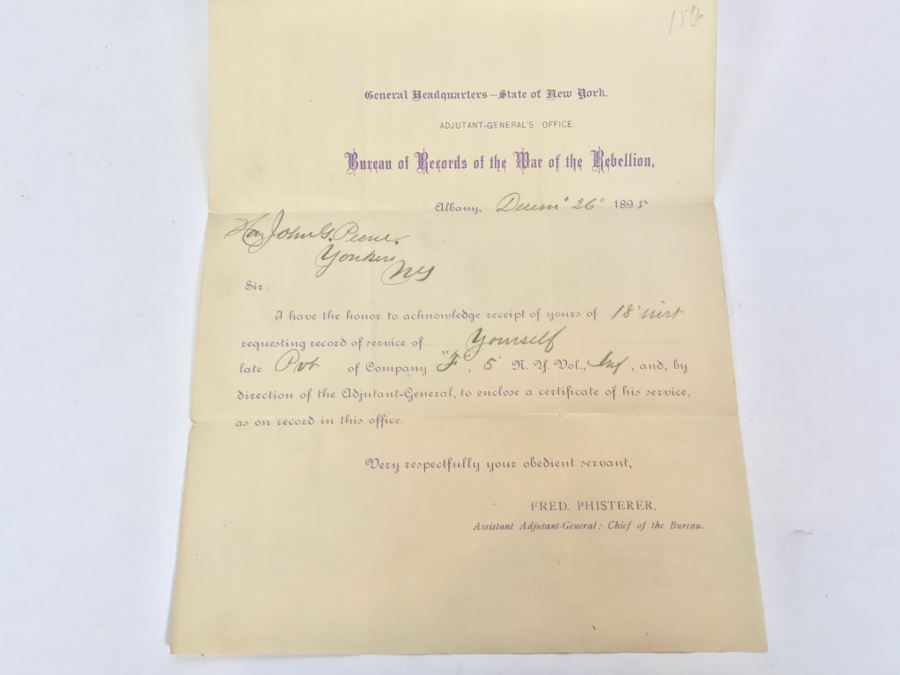 156
General Headquarters—State of New York.
ADJUTANT-GENERAL'S OFFICE
Bureau of Records of the War of the Rebellion,
Albany, Decem' 26" 1895
Hon John G. Peene.
Yonkers
NY
Sir:
I have the honor to acknowledge receipt of yours of 18' inst
requesting record of service of Yourself
late Pvt of Company "F", 5' N. Y. Vol., Inf, and, by
direction of the Adjutant-General, to enclose a certificate of his service,
as on record in this office.
Very respectfully your obedient servant,
FRED. PHISTERER,
Assistant Adjutant-General; Chief of the Bureau.